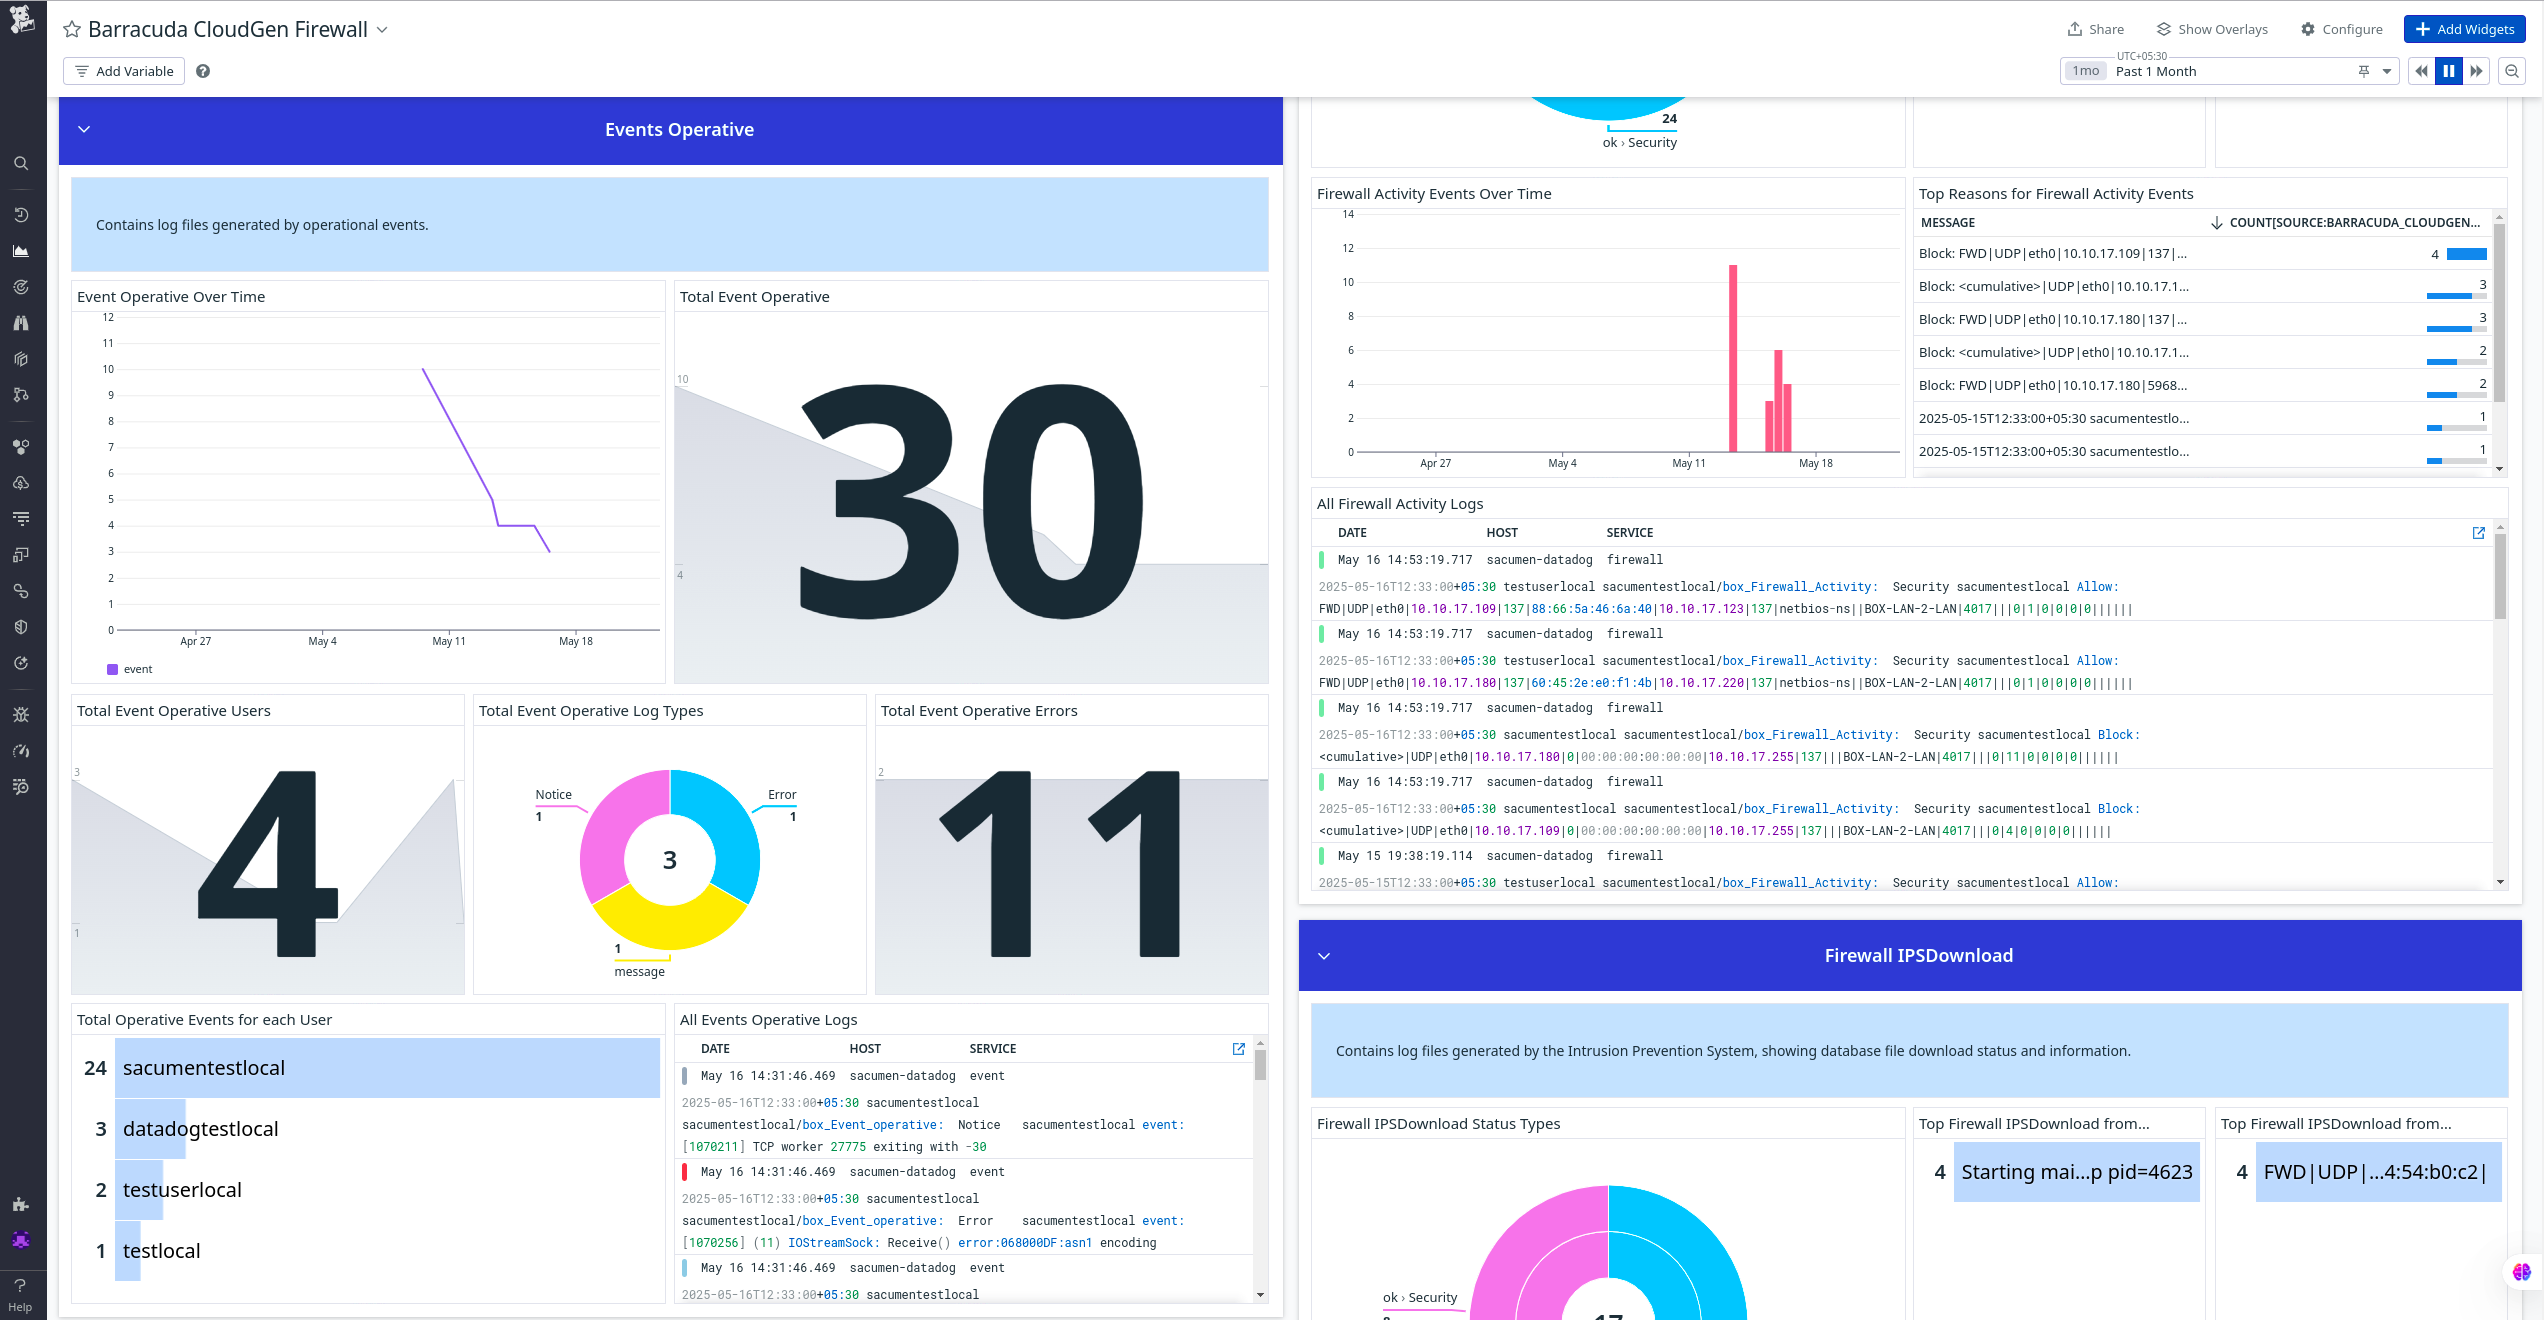 Barracuda CloudGen Firewall
Share
Show Overlays
Configure
Add Widgets
Add Variable
UTC+05:30
1mo
Past 1 Month
Events Operative
Contains log files generated by operational events.
Event Operative Over Time
12
11
10
9
8
7
6
5
4
3
2
1
0
Apr 27
May 4
May 11
May 18
event
Total Event Operative
10
4
30
Total Event Operative Users
3
1
4
Total Event Operative Log Types
Notice
1
Error
1
3
1
message
Total Event Operative Errors
2
11
Total Operative Events for each User
24 sacumentestlocal
3 datadogtestlocal
2 testuserlocal
1 testlocal
All Events Operative Logs
DATE HOST SERVICE
May 16 14:31:46.469 sacumen-datadog event
2025-05-16T12:33:00+05:30 sacumentestlocal
sacumentestlocal/box_Event_operative: Notice sacumentestlocal event:
[1070211] TCP worker 27775 exiting with -30
May 16 14:31:46.469 sacumen-datadog event
2025-05-16T12:33:00+05:30 sacumentestlocal
sacumentestlocal/box_Event_operative: Error sacumentestlocal event:
[1070256] (11) IOStreamSock: Receive() error:068000DF:asn1 encoding
May 16 14:31:46.469 sacumen-datadog event
2025-05-16T12:33:00+05:30 sacumentestlocal
Help
24
ok › Security
Firewall Activity Events Over Time
14
12
10
8
6
4
2
0
Apr 27
May 4
May 11
May 18
Top Reasons for Firewall Activity Events
MESSAGE COUNT[SOURCE:BARRACUDA_CLOUDGEN...
Block: FWD|UDP|eth0|10.10.17.109|137|... 4
Block: <cumulative>|UDP|eth0|10.10.17.1... 3
Block: FWD|UDP|eth0|10.10.17.180|137|... 3
Block: <cumulative>|UDP|eth0|10.10.17.1... 2
Block: FWD|UDP|eth0|10.10.17.180|5968... 2
2025-05-15T12:33:00+05:30 sacumentestlo... 1
2025-05-15T12:33:00+05:30 sacumentestlo... 1
All Firewall Activity Logs
DATE HOST SERVICE
May 16 14:53:19.717 sacumen-datadog firewall
2025-05-16T12:33:00+05:30 testuserlocal sacumentestlocal/box_Firewall_Activity: Security sacumentestlocal Allow:
FWD|UDP|eth0|10.10.17.109|137|88:66:5a:46:6a:40|10.10.17.123|137|netbios-ns||BOX-LAN-2-LAN|4017|||0|1|0|0|0|0||||||
May 16 14:53:19.717 sacumen-datadog firewall
2025-05-16T12:33:00+05:30 testuserlocal sacumentestlocal/box_Firewall_Activity: Security sacumentestlocal Allow:
FWD|UDP|eth0|10.10.17.180|137|60:45:2e:e0:f1:4b|10.10.17.220|137|netbios-ns||BOX-LAN-2-LAN|4017|||0|1|0|0|0|0||||||
May 16 14:53:19.717 sacumen-datadog firewall
2025-05-16T12:33:00+05:30 sacumentestlocal sacumentestlocal/box_Firewall_Activity: Security sacumentestlocal Block:
<cumulative>|UDP|eth0|10.10.17.180|0|00:00:00:00:00:00|10.10.17.255|137|||BOX-LAN-2-LAN|4017|||0|11|0|0|0|0||||||
May 16 14:53:19.717 sacumen-datadog firewall
2025-05-16T12:33:00+05:30 sacumentestlocal sacumentestlocal/box_Firewall_Activity: Security sacumentestlocal Block:
<cumulative>|UDP|eth0|10.10.17.109|0|00:00:00:00:00:00|10.10.17.255|137|||BOX-LAN-2-LAN|4017|||0|4|0|0|0|0||||||
May 15 19:38:19.114 sacumen-datadog firewall
2025-05-15T12:33:00+05:30 testuserlocal sacumentestlocal/box_Firewall_Activity: Security sacumentestlocal Allow:
Firewall IPSDownload
Contains log files generated by the Intrusion Prevention System, showing database file download status and information.
Firewall IPSDownload Status Types
ok › Security
17
Top Firewall IPSDownload from...
4 Starting mai...p pid=4623
Top Firewall IPSDownload from...
4 FWD|UDP|...4:54:b0:c2|